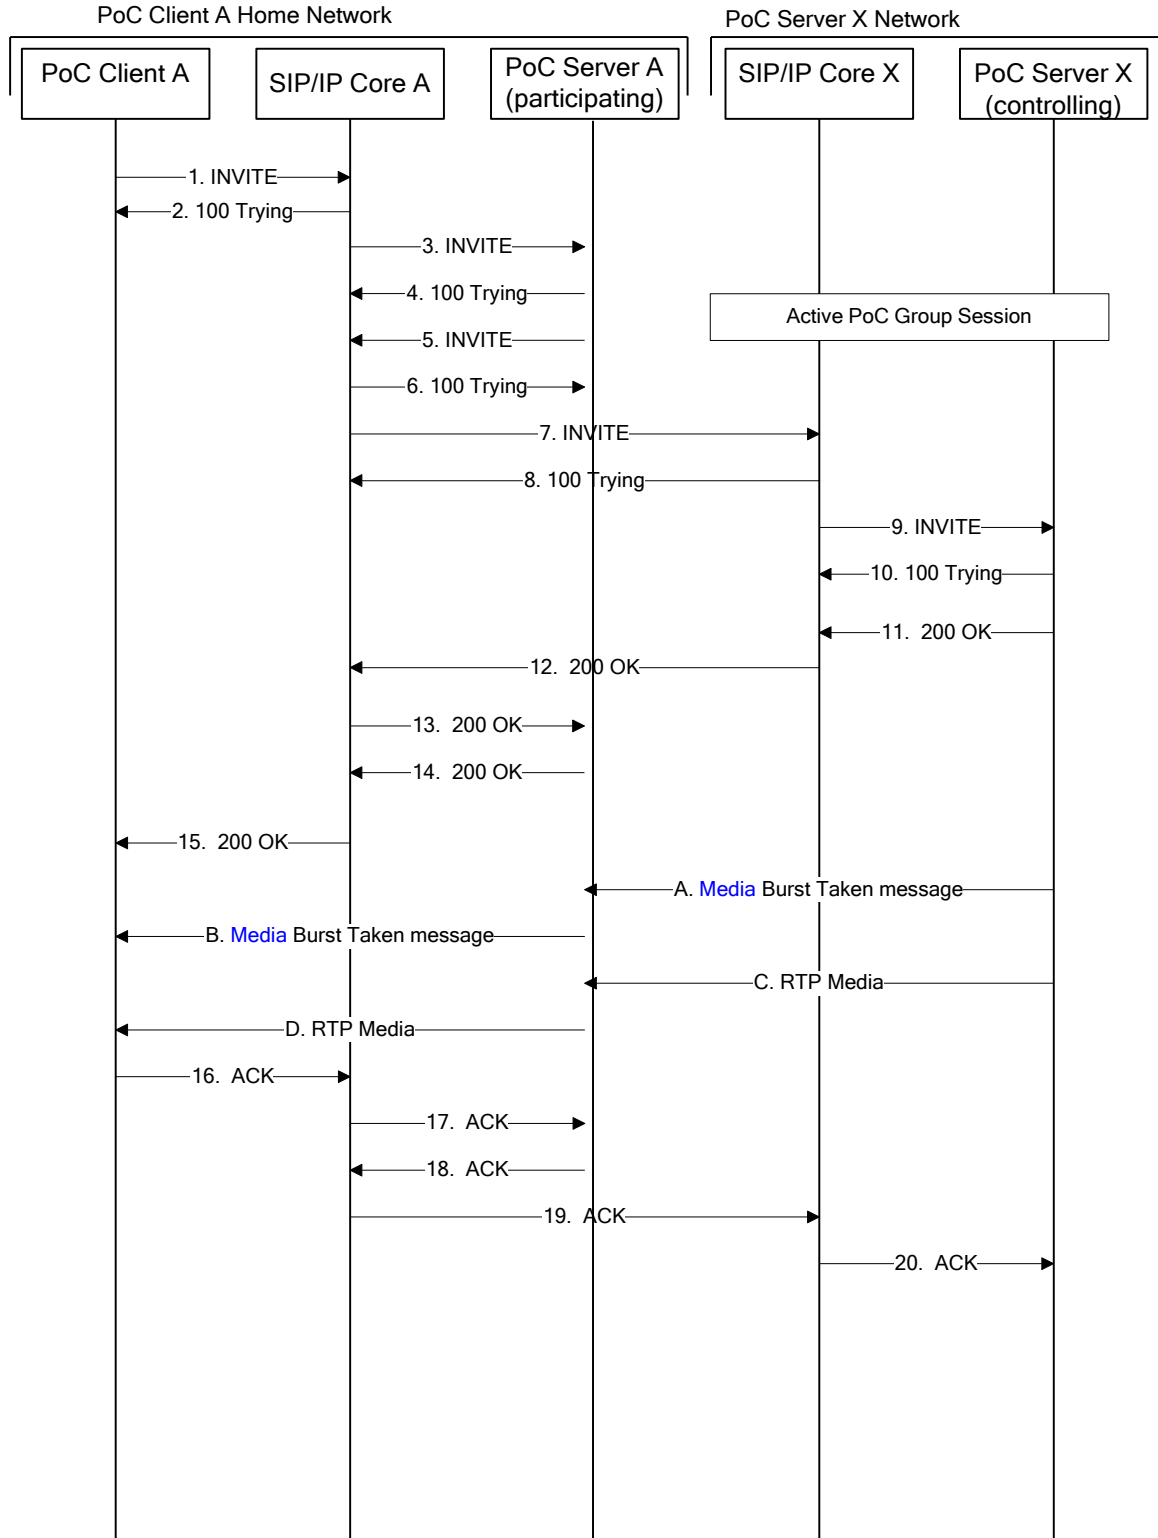 PoC Client A Home Network
PoC Server X Network
PoC Client A
SIP/IP Core A
PoC Server A
(participating)
SIP/IP Core X
PoC Server X
(controlling)
1. INVITE
2. 100 Trying
3. INVITE
4. 100 Trying
Active PoC Group Session
5. INVITE
6. 100 Trying
7. INVITE
8. 100 Trying
9. INVITE
10. 100 Trying
11.  200 OK
12.  200 OK
13.  200 OK
14.  200 OK
15.  200 OK
A. Media Burst Taken message
B. Media Burst Taken message
C. RTP Media
D. RTP Media
16.  ACK
17.  ACK
18.  ACK
19.  ACK
20.  ACK